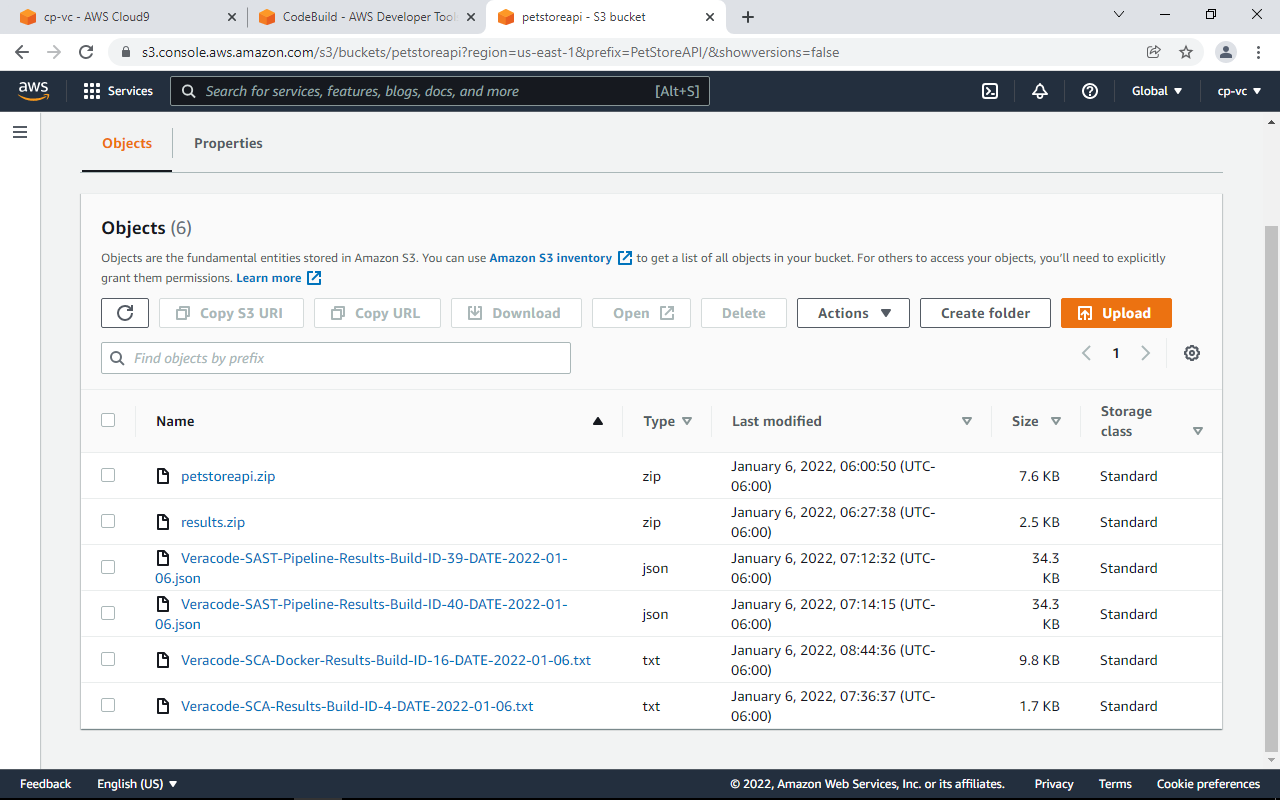 cp-vc - AWS Cloud9
CodeBuild - AWS Developer Tool
petstoreapi - S3 bucket
s3.console.aws.amazon.com/s3/buckets/petstoreapi?region=us-east-1&prefix=PetStoreAPI/&showversions=false
aws
Services
Search for services, features, blogs, docs, and more
[Alt+S]
Global
cp-vc
Objects
Properties
Objects (6)
Objects are the fundamental entities stored in Amazon S3. You can use Amazon S3 inventory to get a list of all objects in your bucket. For others to access your objects, you'll need to explicitly
grant them permissions. Learn more
Copy S3 URI
Copy URL
Download
Open
Delete
Actions
Create folder
Upload
Find objects by prefix
1
Name
Type
Last modified
Size
Storage
class
petstoreapi.zip
zip
January 6, 2022, 06:00:50 (UTC-
06:00)
7.6 KB
Standard
results.zip
zip
January 6, 2022, 06:27:38 (UTC-
06:00)
2.5 KB
Standard
Veracode-SAST-Pipeline-Results-Build-ID-39-DATE-2022-01-
06.json
json
January 6, 2022, 07:12:32 (UTC-
06:00)
34.3
KB
Standard
Veracode-SAST-Pipeline-Results-Build-ID-40-DATE-2022-01-
06.json
json
January 6, 2022, 07:14:15 (UTC-
06:00)
34.3
KB
Standard
Veracode-SCA-Docker-Results-Build-ID-16-DATE-2022-01-06.txt
txt
January 6, 2022, 08:44:36 (UTC-
06:00)
9.8 KB
Standard
Veracode-SCA-Results-Build-ID-4-DATE-2022-01-06.txt
txt
January 6, 2022, 07:36:37 (UTC-
06:00)
1.7 KB
Standard
Feedback
English (US)
© 2022, Amazon Web Services, Inc. or its affiliates.
Privacy
Terms
Cookie preferences